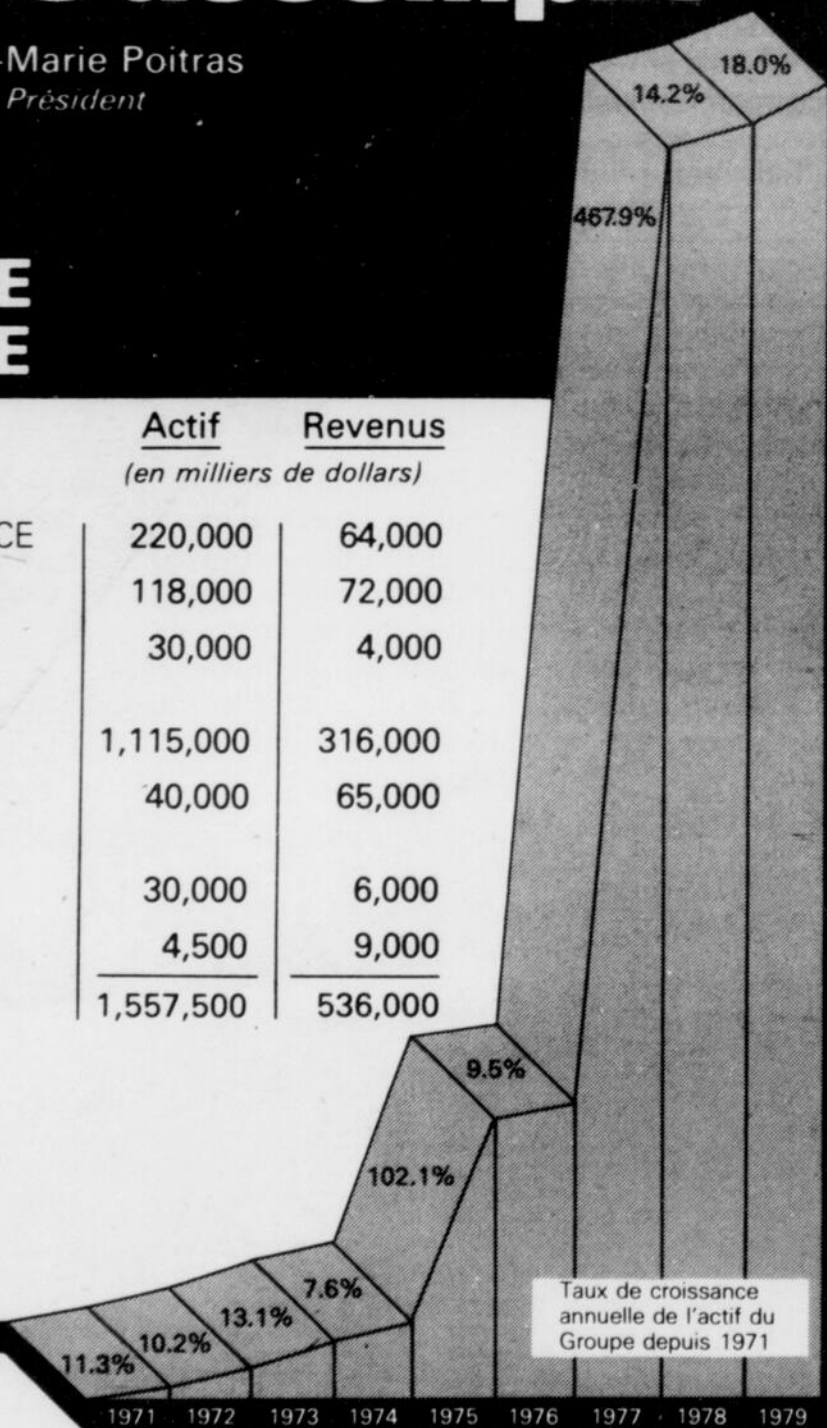 -Marie Poitras
Président
E
E
Actif Revenus
(en milliers de dollars)
CE 220,000 64,000
118,000 72,000
30,000 4,000
1,115,000 316,000
40,000 65,000
30,000 6,000
4,500 9,000
1,557,500 536,000
18.0%
14.2%
467.9%
9.5%
102.1%
7.6%
13.1%
10.2%
11.3%
Taux de croissance
annuelle de l'actif du
Groupe depuis 1971
1971 1972 1973 1974 1975 1976 1977 1978 1979